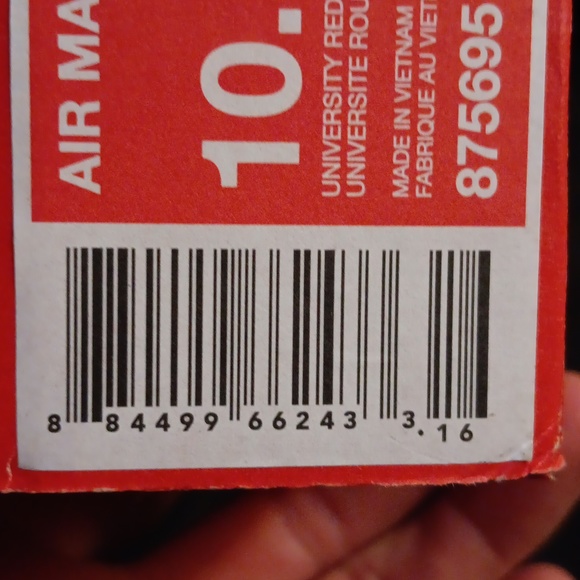 AIR MA
10.
UNIVERSITY RED
UNIVERSITE ROU
MADE IN VIETNAM
FABRIQUE AU VIET
875695
8 84499 66243 3. 16